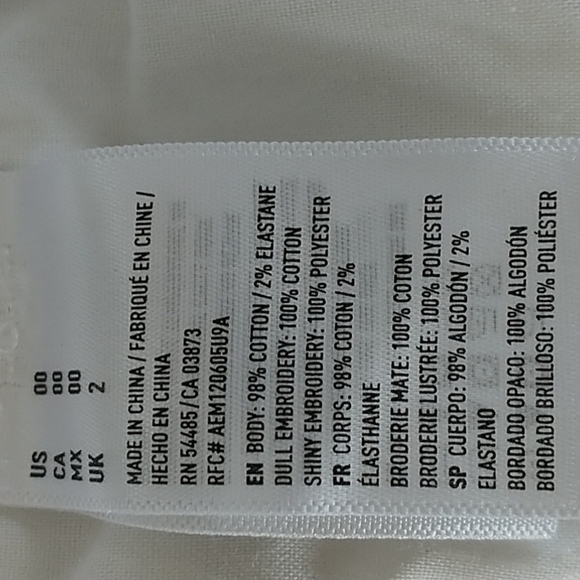 US 00
CA 00
MX 00
UK 2
MADE IN CHINA / FABRIQUÉ EN CHINE /
HECHO EN CHINA
RN 54485 / CA 03873
RFC# AEM120605U9A
EN BODY: 98% COTTON / 2% ELASTANE
DULL EMBROIDERY: 100% COTTON
SHINY EMBROIDERY: 100% POLYESTER
FR CORPS: 98% COTON / 2%
ÉLASTHANNE
BRODERIE MATE: 100% COTON
BRODERIE LUSTRÉE: 100% POLYESTER
SP CUERPO: 98% ALGODÓN / 2%
ELASTANO
BORDADO OPACO: 100% ALGODÓN
BORDADO BRILLOSO: 100% POLIÉSTER